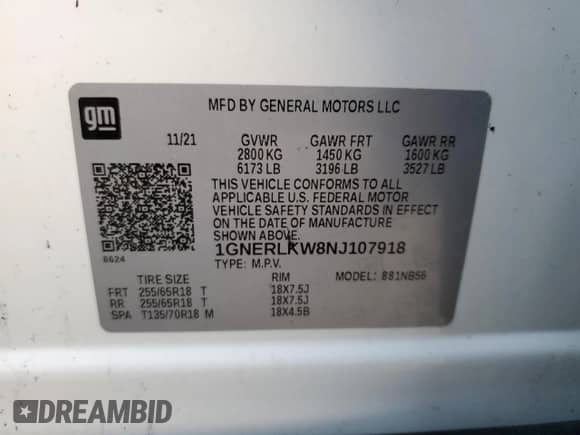 gm
MFD BY GENERAL MOTORS LLC
11/21 GVWR GAWR FRT GAWR RR
2800 KG 1450 KG 1600 KG
6173 LB 3196 LB 3527 LB
THIS VEHICLE CONFORMS TO ALL
APPLICABLE U.S. FEDERAL MOTOR
VEHICLE SAFETY STANDARDS IN EFFECT
ON THE DATE OF MANUFACTURE
SHOWN ABOVE.
6624
1GNERLKW8NJ107918
TYPE: M.P.V. MODEL: 881NB56
TIRE SIZE RIM
FRT 255/65R18 T 18X7.5J
RR 255/65R18 T 18X7.5J
SPA T135/70R18 M 18X4.5B
DREAMBID